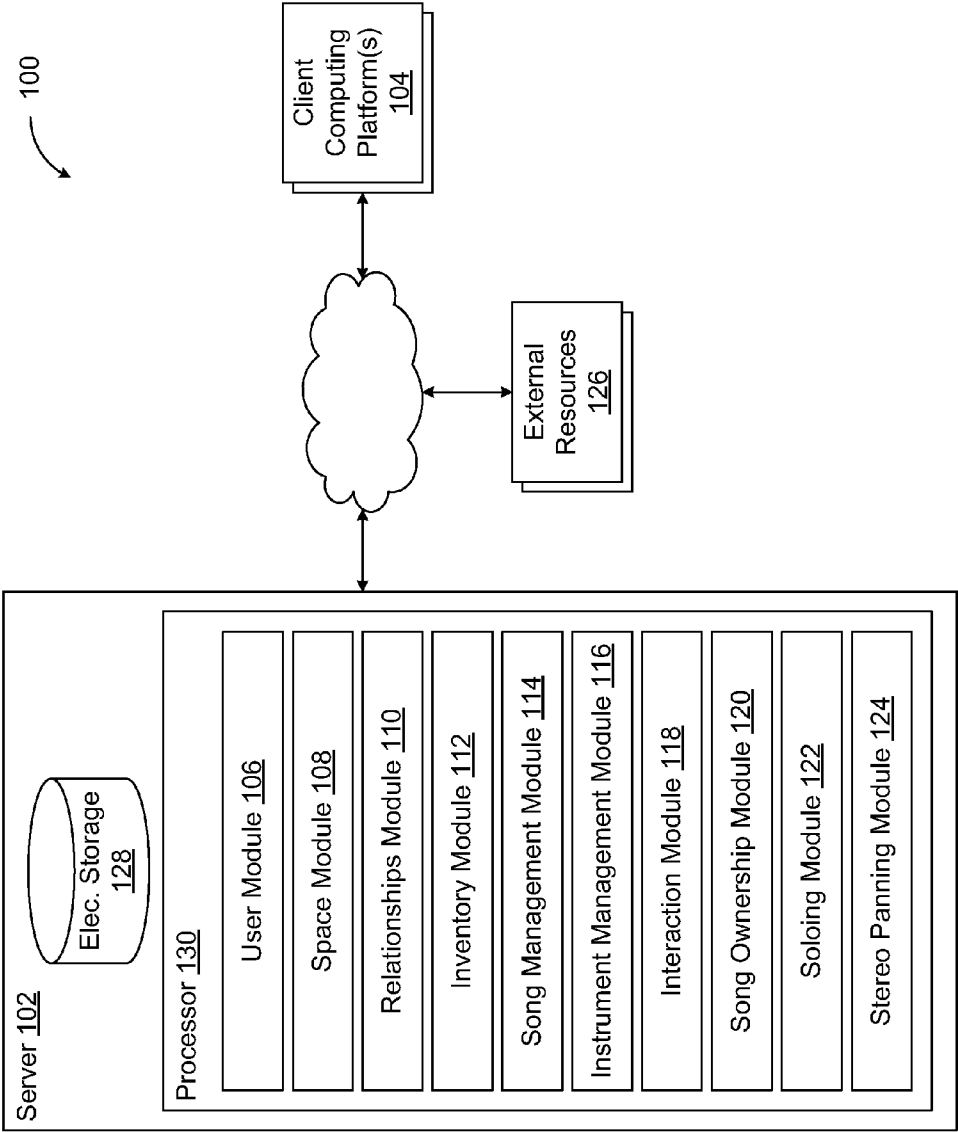 100
Server 102
Elec. Storage
128
Processor 130
User Module 106
Space Module 108
Relationships Module 110
Inventory Module 112
Song Management Module 114
Instrument Management Module 116
Interaction Module 118
Song Ownership Module 120
Soloing Module 122
Stereo Panning Module 124
External
Resources
126
Client
Computing
Platform(s)
104